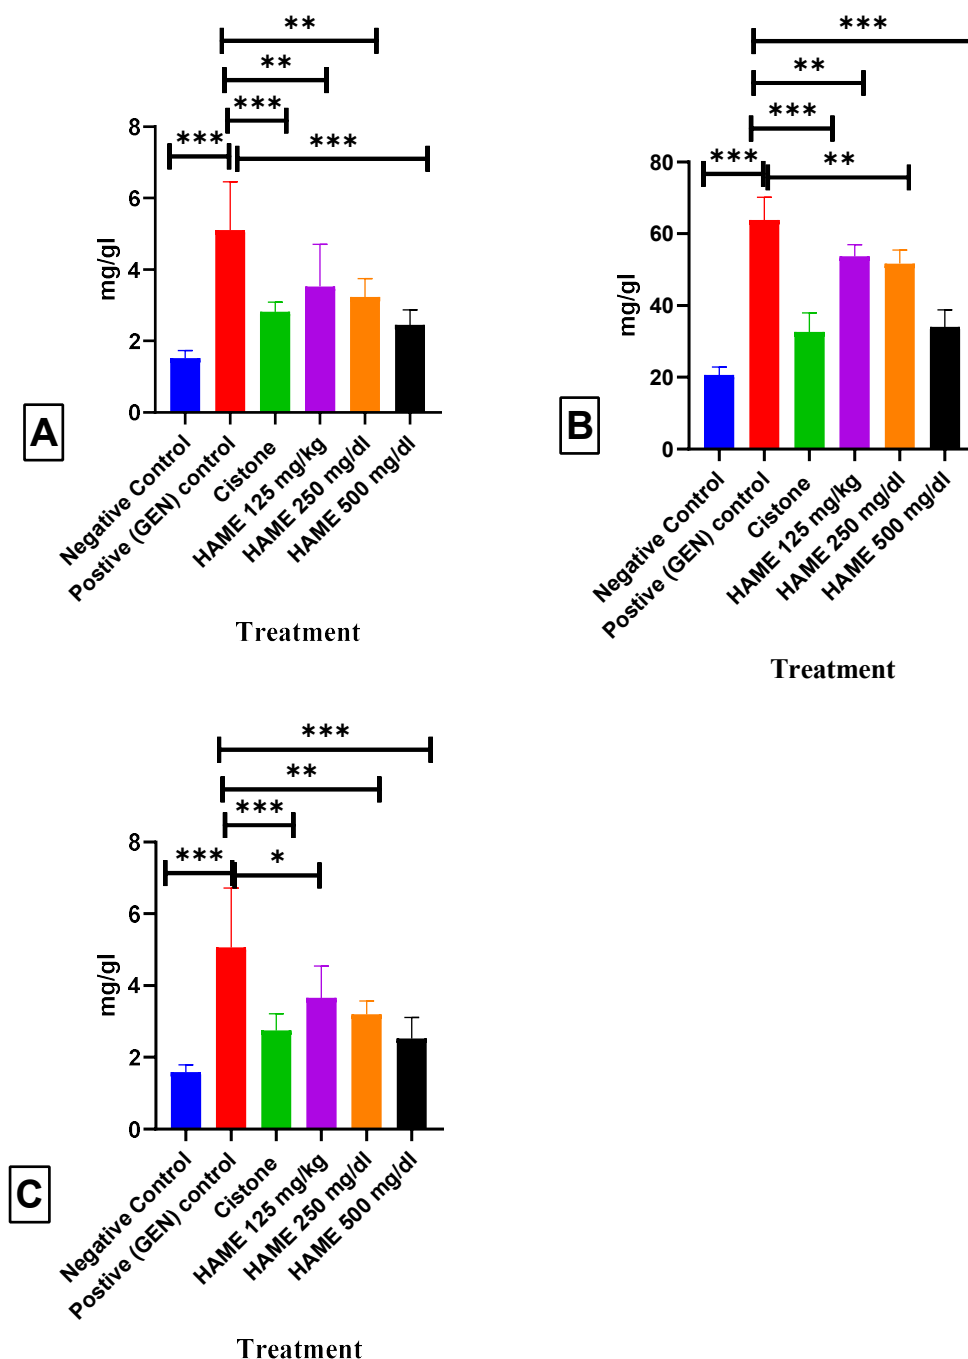 **
**
***
***
***
8
6
4
2
0
mg/gl
A
Negative Control
Postive (GEN) control
Cistone
HAME 125 mg/kg
HAME 250 mg/dl
HAME 500 mg/dl
Treatment
***
**
***
***
**
80
60
40
20
0
mg/gl
B
Negative Control
Postive (GEN) control
Cistone
HAME 125 mg/kg
HAME 250 mg/dl
HAME 500 mg/dl
Treatment
***
**
***
***
*
8
6
4
2
0
mg/gl
C
Negative Control
Postive (GEN) control
Cistone
HAME 125 mg/kg
HAME 250 mg/dl
HAME 500 mg/dl
Treatment